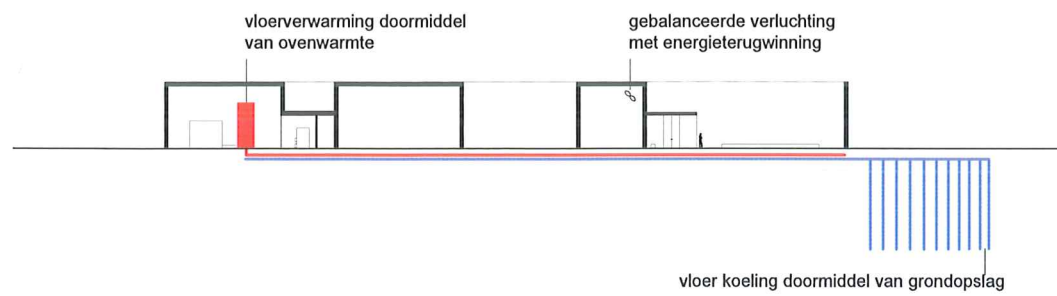 vloerverwarming doormiddel
van ovenwarmte
gebalanceerde verluchting
met energieterugwinning
vloer koeling doormiddel van grondopslag